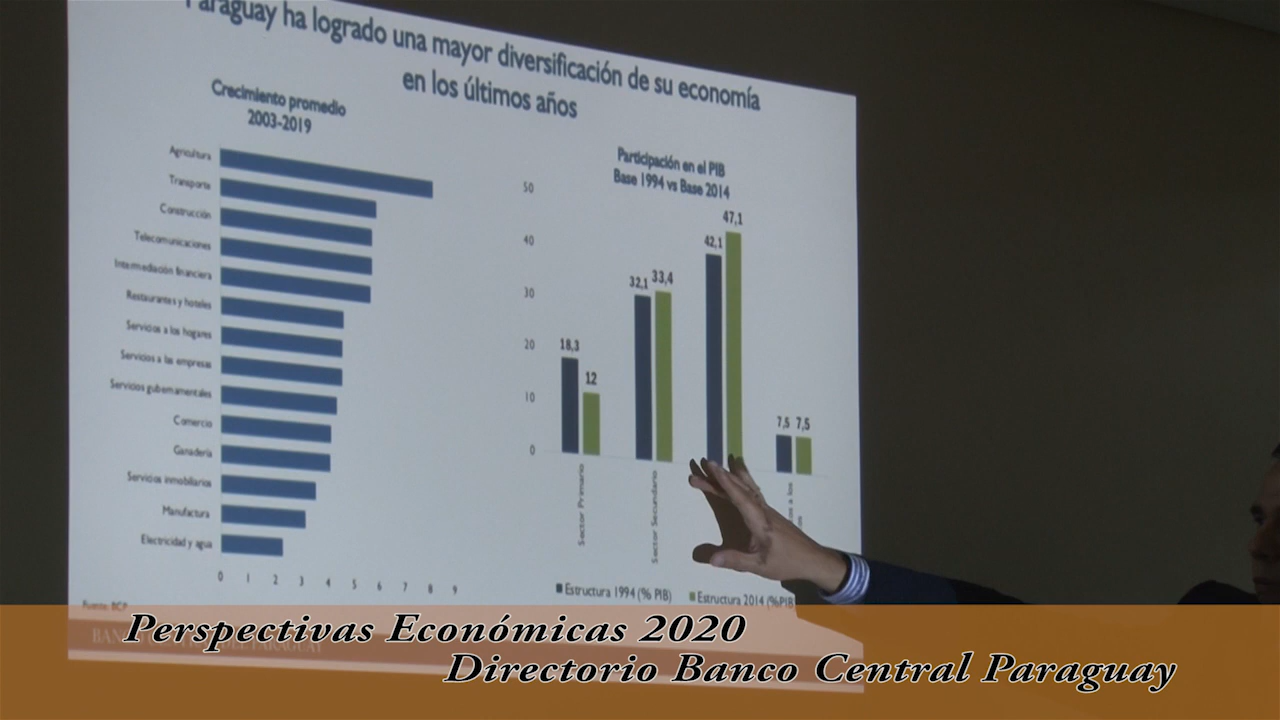 Paraguay ha logrado una mayor diversificación de su economía
en los últimos años
Crecimiento promedio
2003-2019
Agricultura
Transporte
Construcción
Telecomunicaciones
Intermediación financiera
Restaurantes y hoteles
Servicios a los hogares
Servicios a las empresas
Servicios gubernamentales
Comercio
Ganadería
Servicios inmobiliarios
Manufactura
Electricidad y agua
0 1 2 3 4 5 6 7 8 9
Participación en el PIB
Base 1994 vs Base 2014
50
40
30
20
10
0
18,3
12
32,1
33,4
42,1
47,1
7,5
7,5
Sector Primario
Sector Secundario
a los
Estructura 1994 (% PIB)
Estructura 2014 (%PIB
Fuente: BCP
Perspectivas Económicas 2020
Directorio Banco Central Paraguay